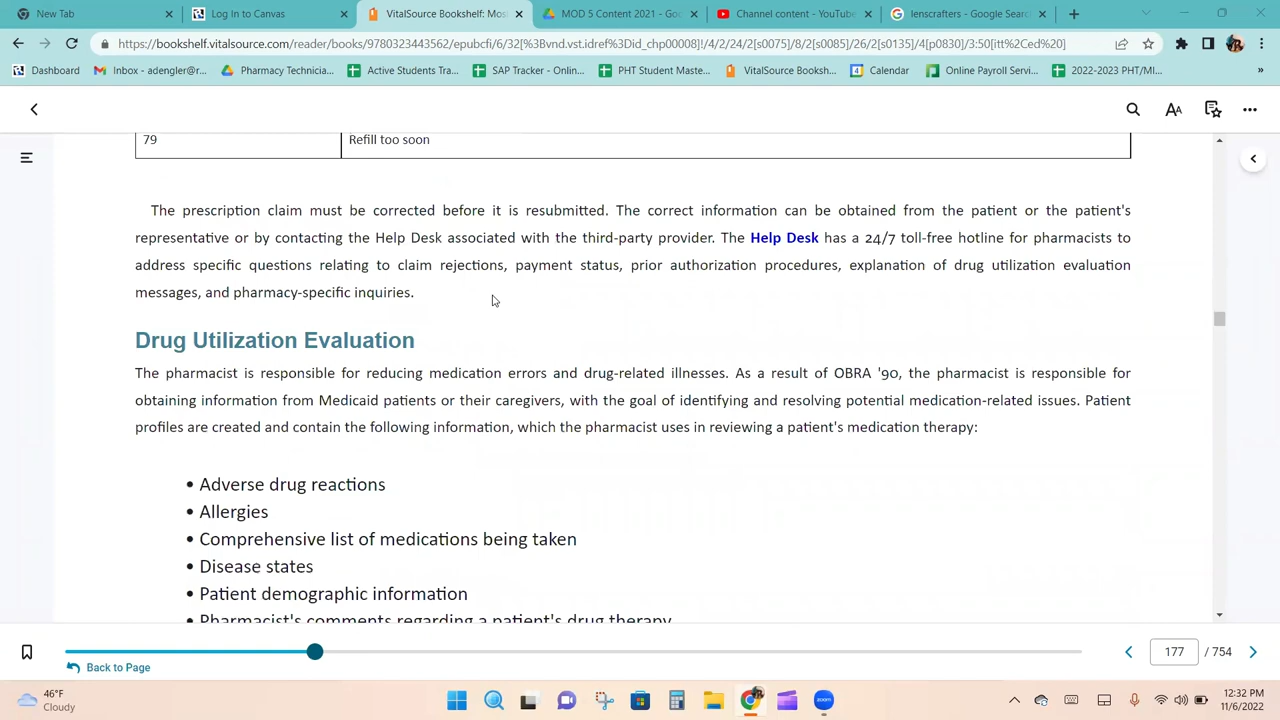 New Tab
Log In to Canvas
VitalSource Bookshelf: Mos
MOD 5 Content 2021 - Goo
Channel content - YouTube
lenscrafters - Google Searc
https://bookshelf.vitalsource.com/reader/books/9780323443562/epubcfi/6/32[%3Bvnd.vst.idref%3Did_chp00008]!/4/2/24/2[s0075]/8/2[s0085]/26/2[s0135]/4[p0830]/3:50[itt%2Ced%20]
Dashboard
Inbox - adengler@r...
Pharmacy Technicia...
Active Students Tra...
SAP Tracker - Onlin...
PHT Student Maste...
VitalSource Booksh...
Calendar
Online Payroll Servi...
2022-2023 PHT/MI...
79
Refill too soon
The prescription claim must be corrected before it is resubmitted. The correct information can be obtained from the patient or the patient's
representative or by contacting the Help Desk associated with the third-party provider. The Help Desk has a 24/7 toll-free hotline for pharmacists to
address specific questions relating to claim rejections, payment status, prior authorization procedures, explanation of drug utilization evaluation
messages, and pharmacy-specific inquiries.
Drug Utilization Evaluation
The pharmacist is responsible for reducing medication errors and drug-related illnesses. As a result of OBRA '90, the pharmacist is responsible for
obtaining information from Medicaid patients or their caregivers, with the goal of identifying and resolving potential medication-related issues. Patient
profiles are created and contain the following information, which the pharmacist uses in reviewing a patient's medication therapy:
• Adverse drug reactions
• Allergies
• Comprehensive list of medications being taken
• Disease states
• Patient demographic information
• Pharmacist's comments regarding a patient's drug therapy
177 / 754
Back to Page
46°F
Cloudy
zoom
12:32 PM
11/6/2022